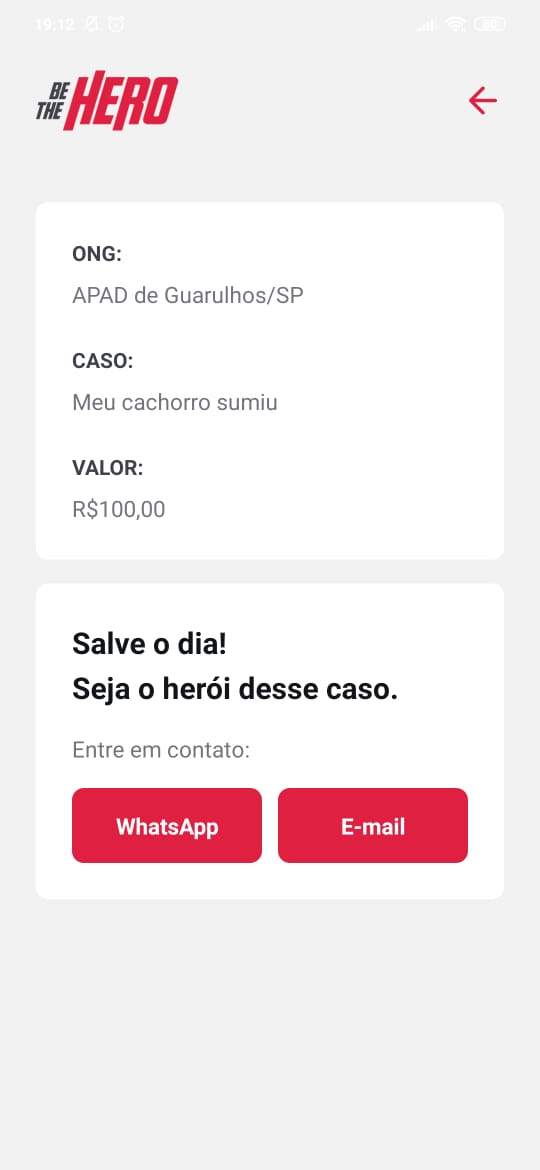 19:12
80
BE
THE HERO
ONG:
APAD de Guarulhos/SP
CASO:
Meu cachorro sumiu
VALOR:
R$100,00
Salve o dia!
Seja o herói desse caso.
Entre em contato:
WhatsApp E-mail